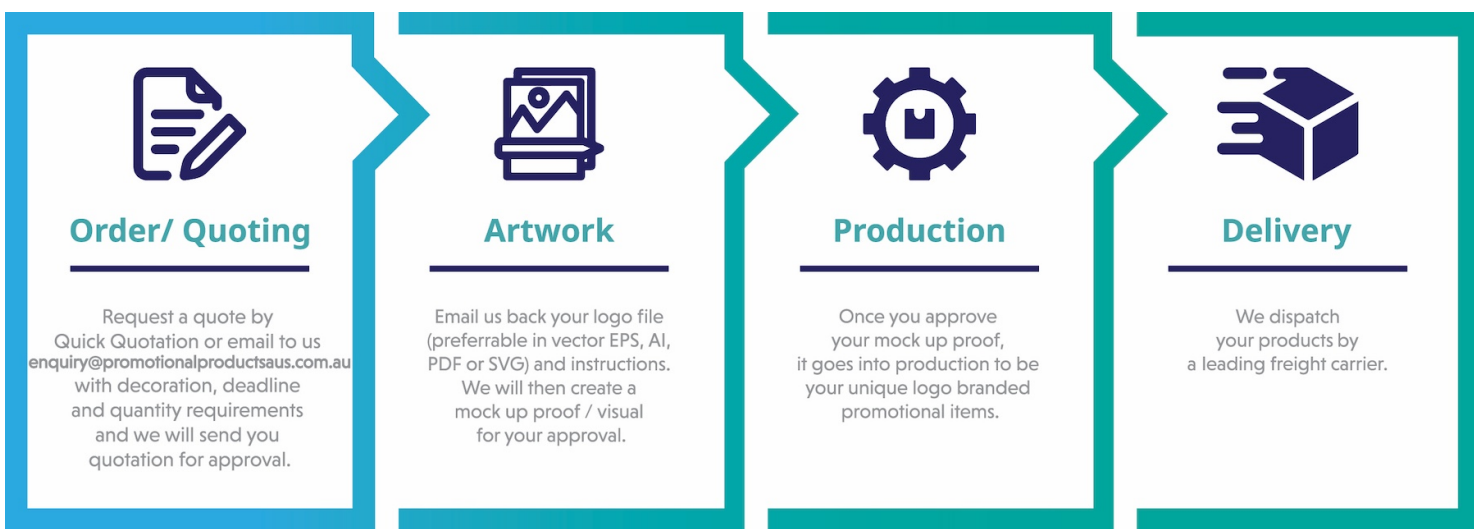 Order/ Quoting
Request a quote by
Quick Quotation or email to us
enquiry@promotionalproductsaus.com.au
with decoration, deadline
and quantity requirements
and we will send you
quotation for approval.
Artwork
Email us back your logo file
(preferrable in vector EPS, AI,
PDF or SVG) and instructions.
We will then create a
mock up proof / visual
for your approval.
Production
Once you approve
your mock up proof,
it goes into production to be
your unique logo branded
promotional items.
Delivery
We dispatch
your products by
a leading freight carrier.